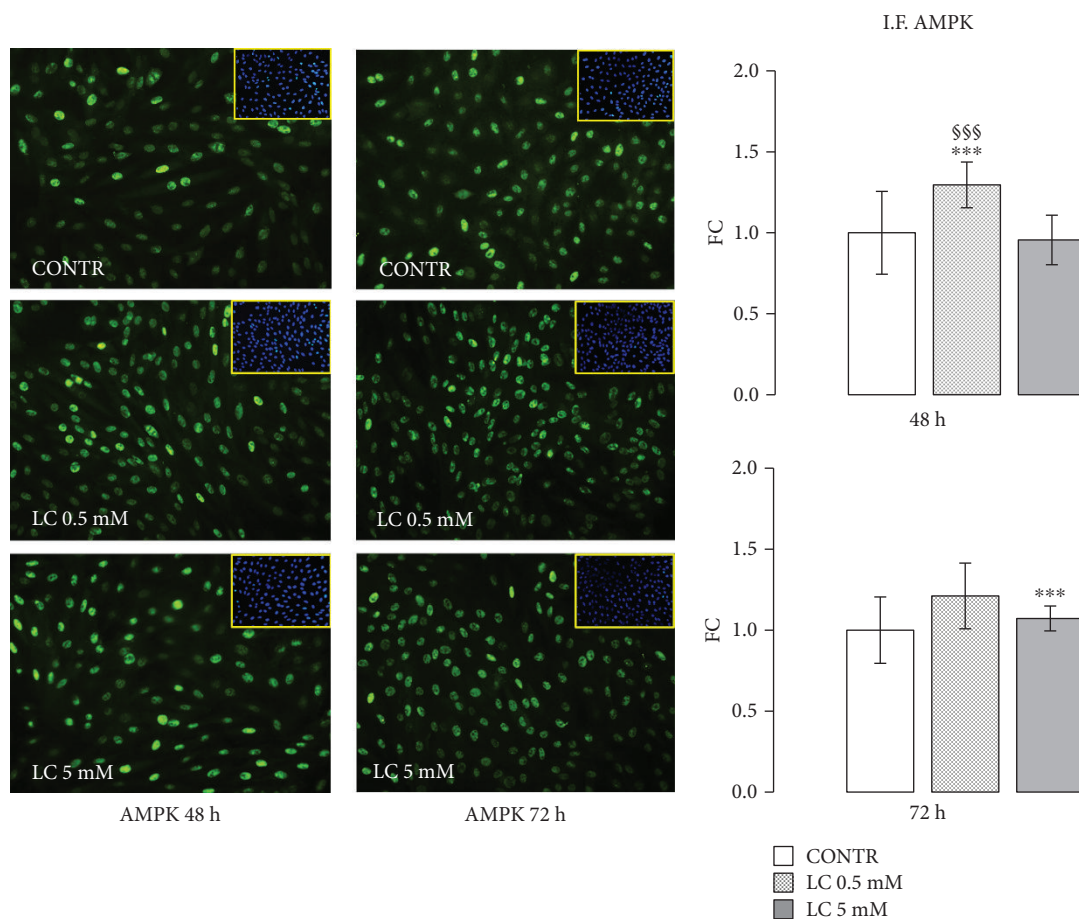 CONTR
LC 0.5 mM
LC 5 mM
AMPK 48 h
CONTR
LC 0.5 mM
LC 5 mM
AMPK 72 h
I.F. AMPK
2.0
1.5
1.0
0.5
0.0
FC
§§§
***
48 h
2.0
1.5
1.0
0.5
0.0
FC
***
72 h
CONTR
LC 0.5 mM
LC 5 mM